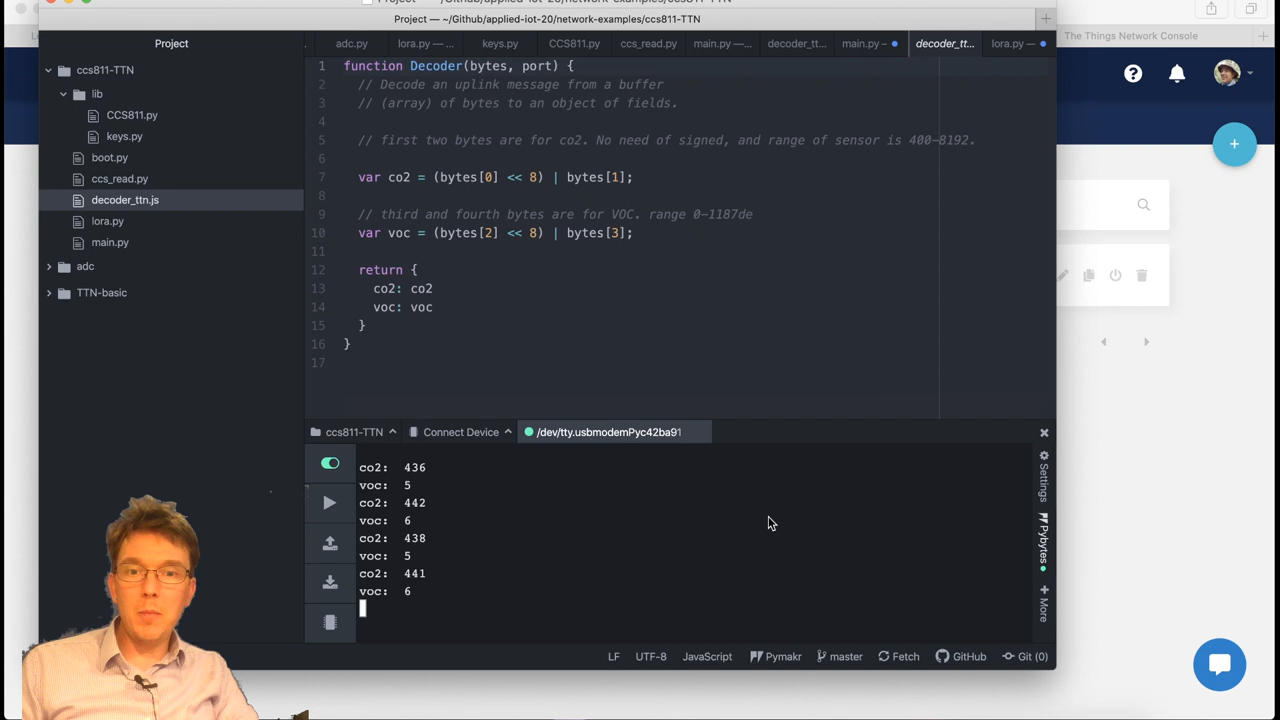 Project — ~/Github/applied-iot-20/network-examples/ccs811-TTN
The Things Network Console
Project
adc.py
lora.py — ...
keys.py
CCS811.py
ccs_read.py
main.py —...
decoder_tt...
main.py –
decoder_tt...
lora.py —
ccs811-TTN
lib
CCS811.py
keys.py
boot.py
ccs_read.py
decoder_ttn.js
lora.py
main.py
adc
TTN-basic
1 function Decoder(bytes, port) {
2 // Decode an uplink message from a buffer
3 // (array) of bytes to an object of fields.
4
5 // first two bytes are for co2. No need of signed, and range of sensor is 400-8192.
6
7 var co2 = (bytes[0] << 8) | bytes[1];
8
9 // third and fourth bytes are for VOC. range 0-1187de
10 var voc = (bytes[2] << 8) | bytes[3];
11
12 return {
13 co2: co2
14 voc: voc
15 }
16 }
17
ccs811-TTN
Connect Device
/dev/tty.usbmodemPyc42ba91
co2: 436
voc: 5
co2: 442
voc: 6
co2: 438
voc: 5
co2: 441
voc: 6
Settings
Pybytes
More
LF
UTF-8
JavaScript
Pymakr
master
Fetch
GitHub
Git (0)